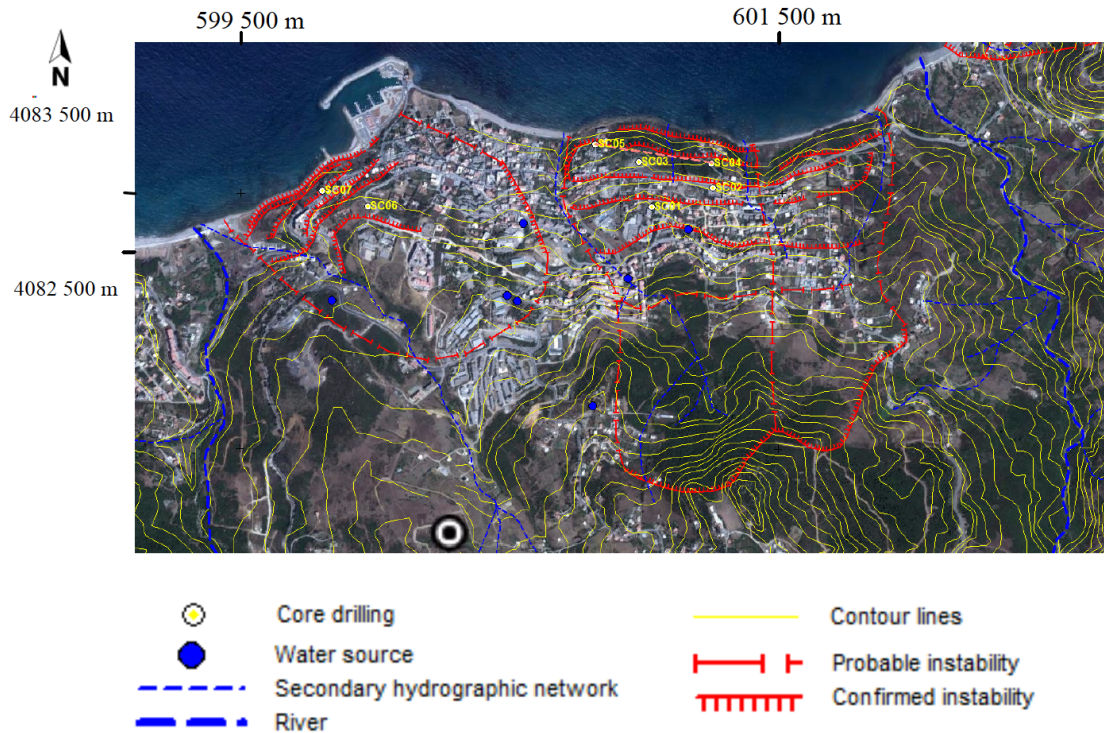 599 500 m
601 500 m
N
4083 500 m
SC05
SC03
SC04
SC02
SC07
SC06
SC01
4082 500 m
Core drilling
Contour lines
Water source
Probable instability
Secondary hydrographic network
Confirmed instability
River